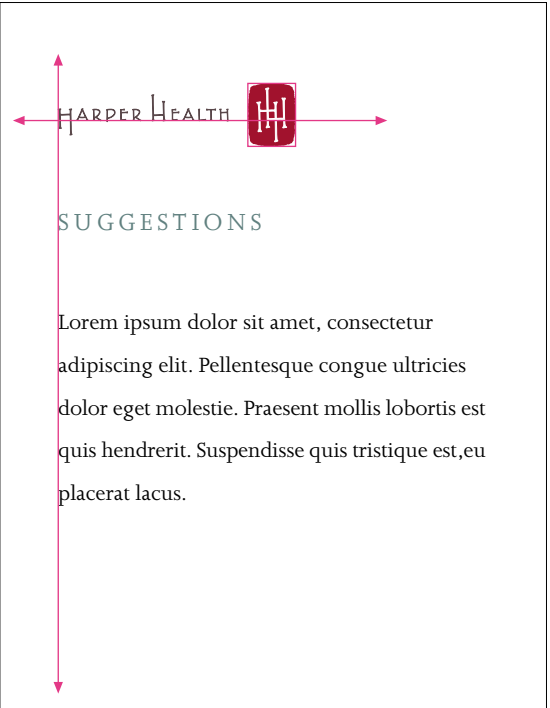 HARPER HEALTH HH
SUGGESTIONS
Lorem ipsum dolor sit amet, consectetur
adipiscing elit. Pellentesque congue ultricies
dolor eget molestie. Praesent mollis lobortis est
quis hendrerit. Suspendisse quis tristique est,eu
placerat lacus.